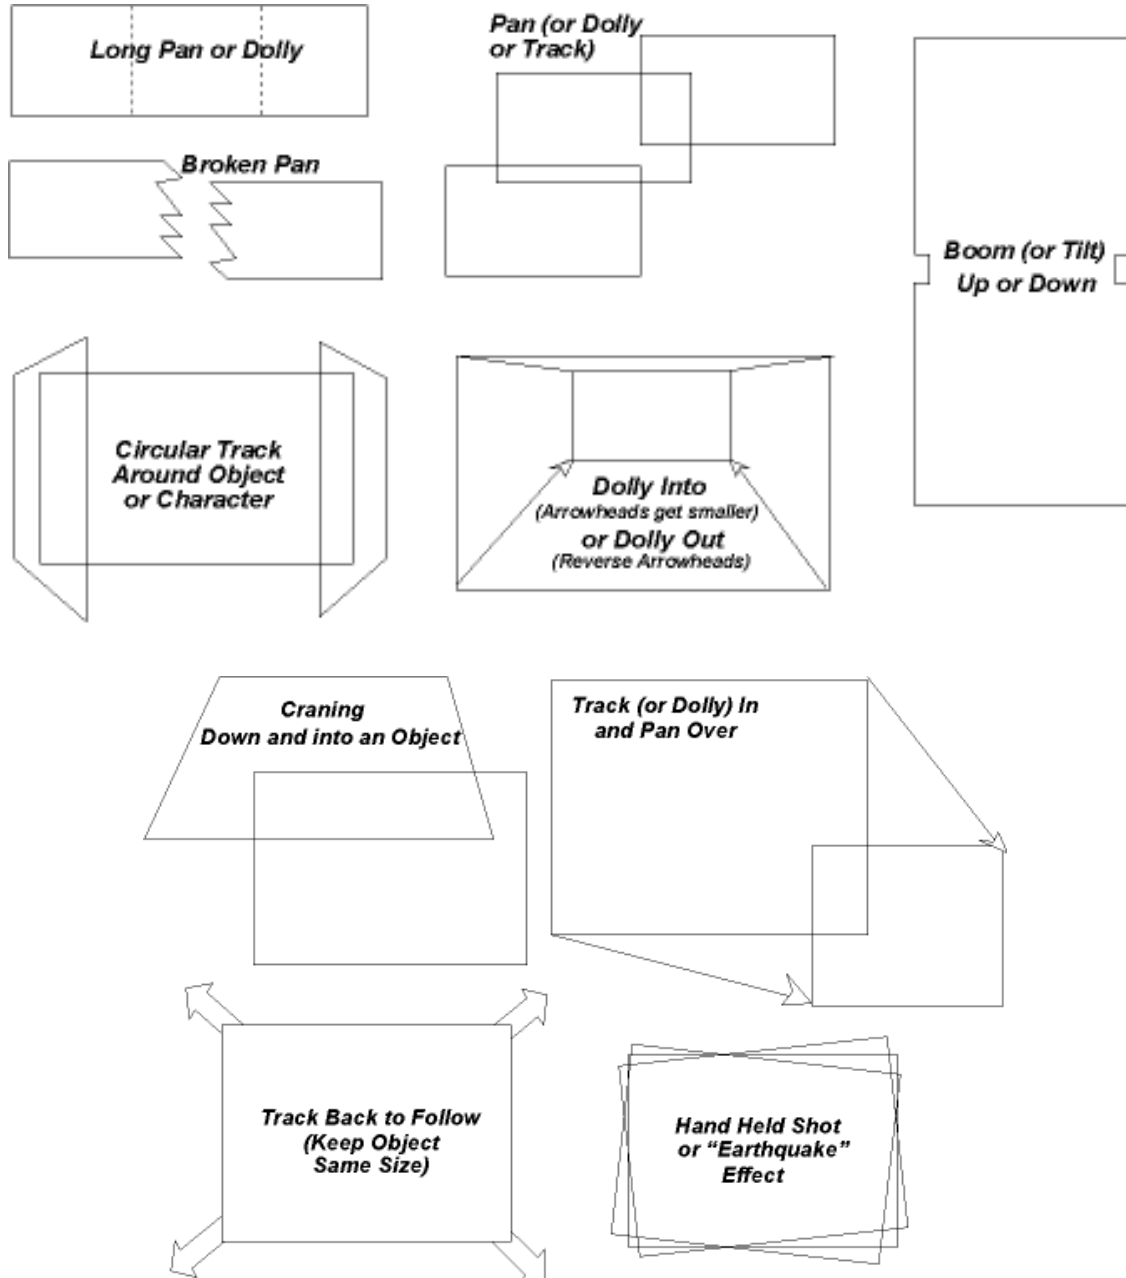 Long Pan or Dolly
Pan (or Dolly
or Track)
Broken Pan
Boom (or Tilt)
Up or Down
Circular Track
Around Object
or Character
Dolly Into
(Arrowheads get smaller)
or Dolly Out
(Reverse Arrowheads)
Craning
Down and into an Object
Track (or Dolly) In
and Pan Over
Track Back to Follow
(Keep Object
Same Size)
Hand Held Shot
or “Earthquake”
Effect